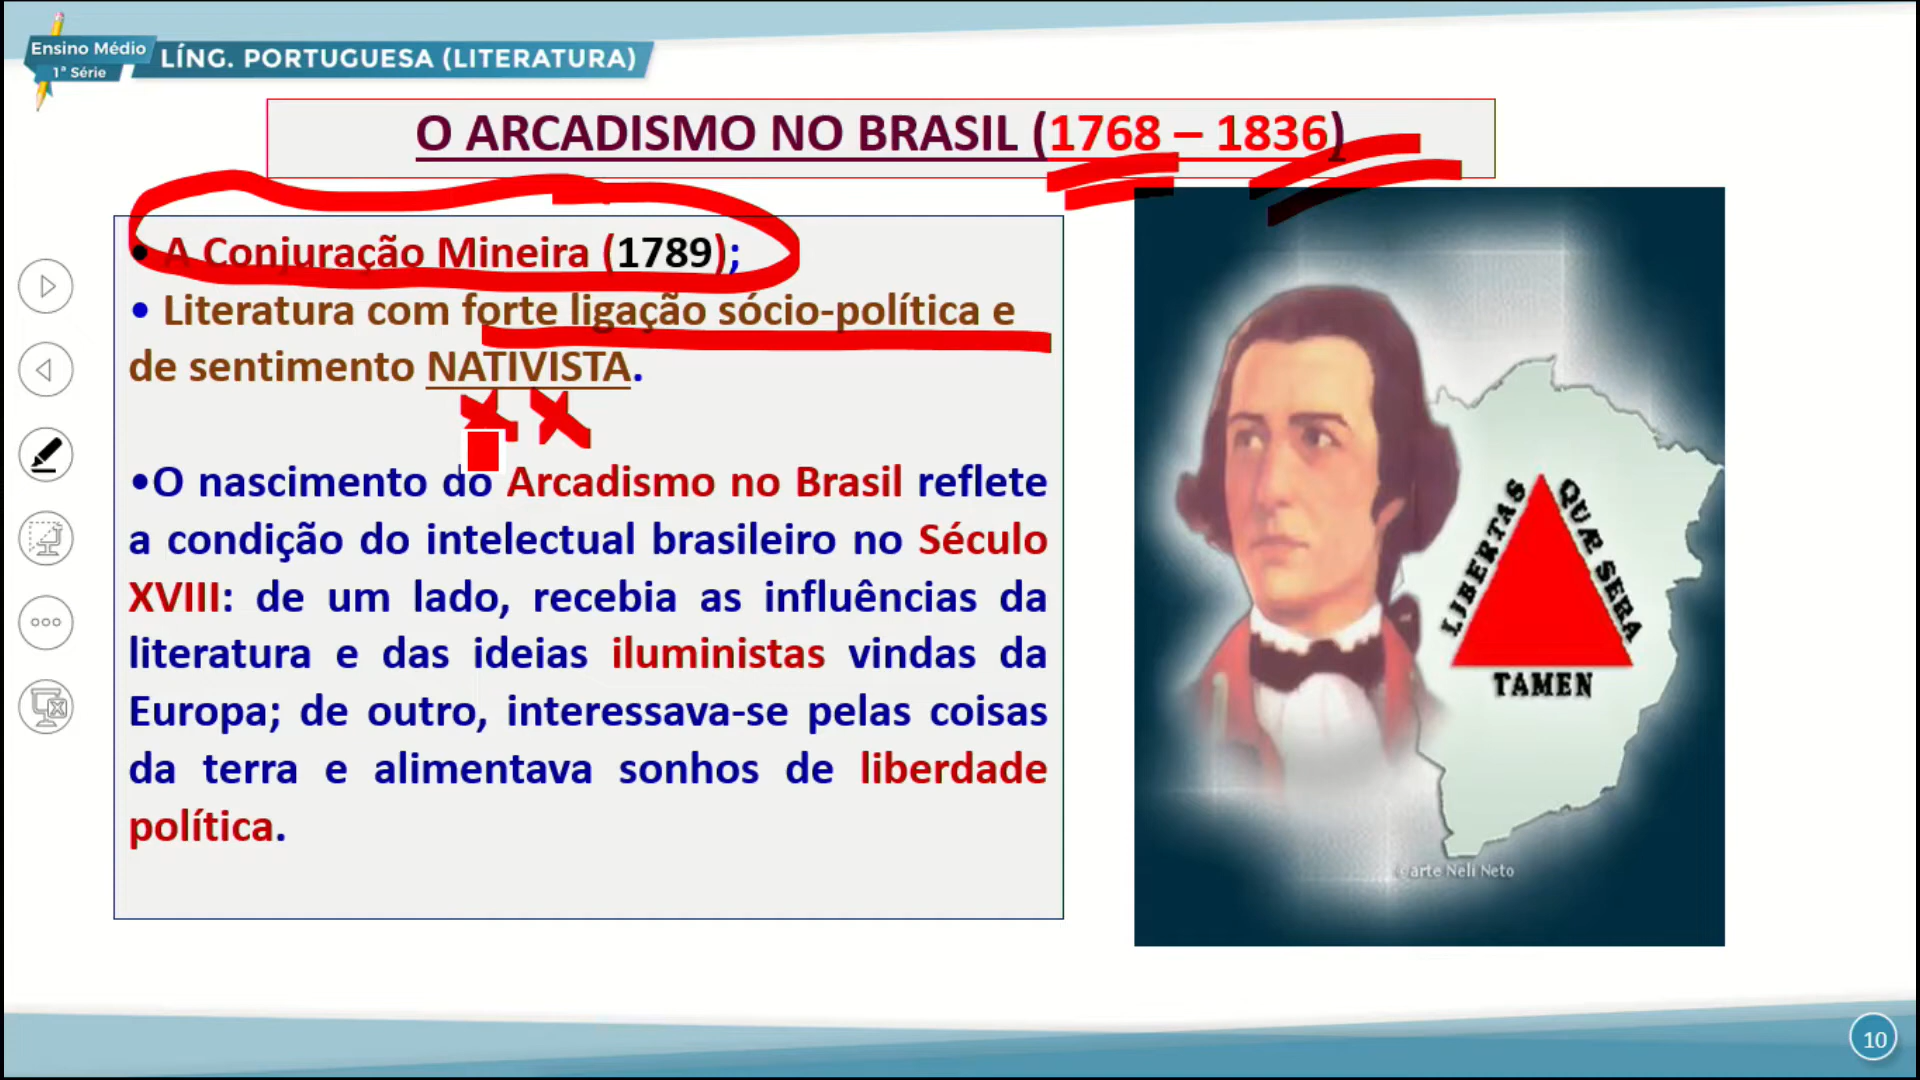 Ensino Médio
1ª Série
LÍNG. PORTUGUESA (LITERATURA)
O ARCADISMO NO BRASIL (1768 – 1836)
• A Conjuração Mineira (1789);
• Literatura com forte ligação sócio-política e
de sentimento NATIVISTA.
•O nascimento do Arcadismo no Brasil reflete
a condição do intelectual brasileiro no Século
XVIII: de um lado, recebia as influências da
literatura e das ideias iluministas vindas da
Europa; de outro, interessava-se pelas coisas
da terra e alimentava sonhos de liberdade
política.
LIBERTAS
QUÆ SERA
TAMEN
arte Neli Neto
10